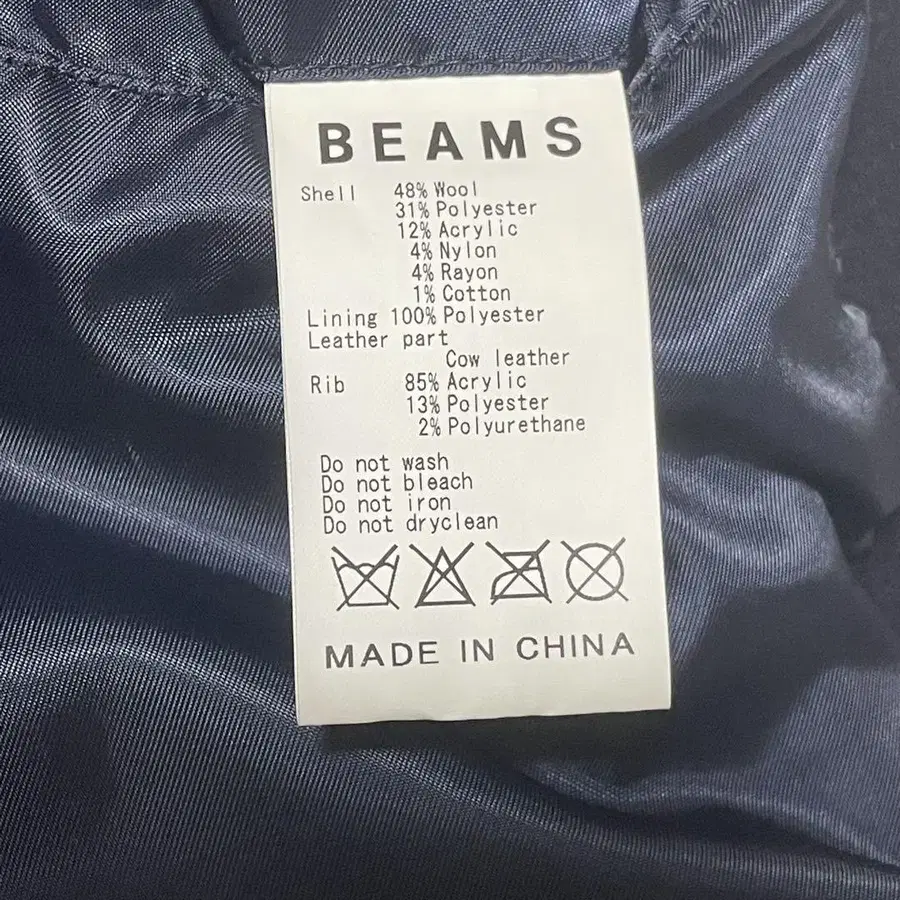 BEAMS
Shell 48% Wool
31% Polyester
12% Acrylic
4% Nylon
4% Rayon
1% Cotton
Lining 100% Polyester
Leather part
Cow leather
Rib 85% Acrylic
13% Polyester
2% Polyurethane
Do not wash
Do not bleach
Do not iron
Do not dryclean
MADE IN CHINA